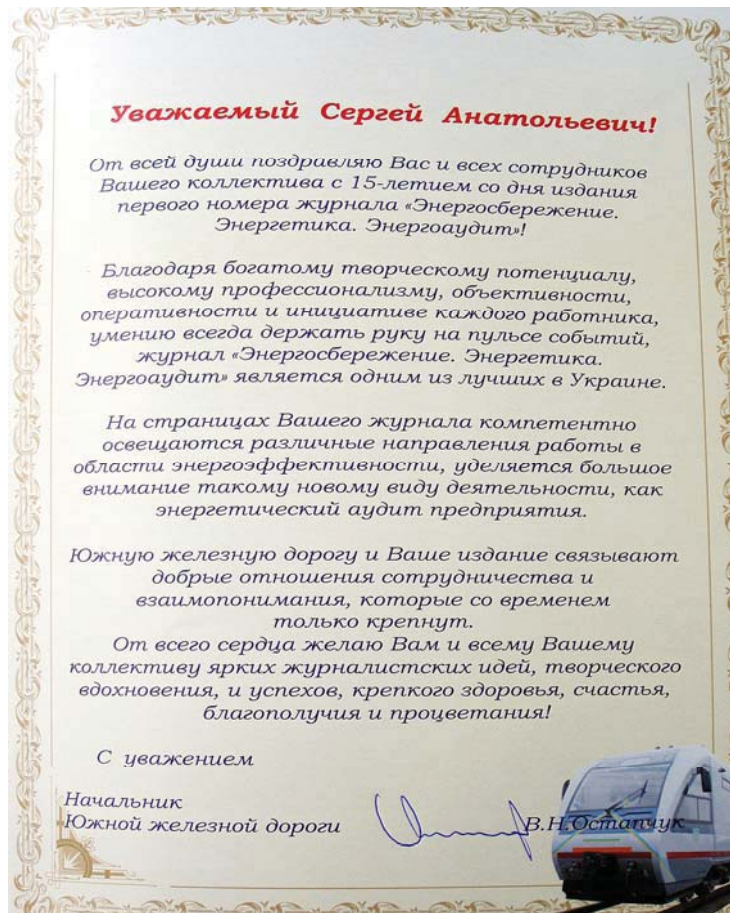 Уважаемый Сергей Анатольевич!
От всей души поздравляю Вас и всех сотрудников
Вашего коллектива с 15-летием со дня издания
первого номера журнала «Энергосбережение.
Энергетика. Энергоаудит»!
Благодаря богатому творческому потенциалу,
высокому профессионализму, объективности,
оперативности и инициативе каждого работника,
умению всегда держать руку на пульсе событий,
журнал «Энергосбережение. Энергетика.
Энергоаудит» является одним из лучших в Украине.
На страницах Вашего журнала компетентно
освещаются различные направления работы в
области энергоэффективности, уделяется большое
внимание такому новому виду деятельности, как
энергетический аудит предприятия.
Южную железную дорогу и Ваше издание связывают
добрые отношения сотрудничества и
взаимопонимания, которые со временем
только крепнут.
От всего сердца желаю Вам и всему Вашему
коллективу ярких журналистских идей, творческого
вдохновения, и успехов, крепкого здоровья, счастья,
благополучия и процветания!
С уважением
Начальник
Южной железной дороги В.Н.Остапчук